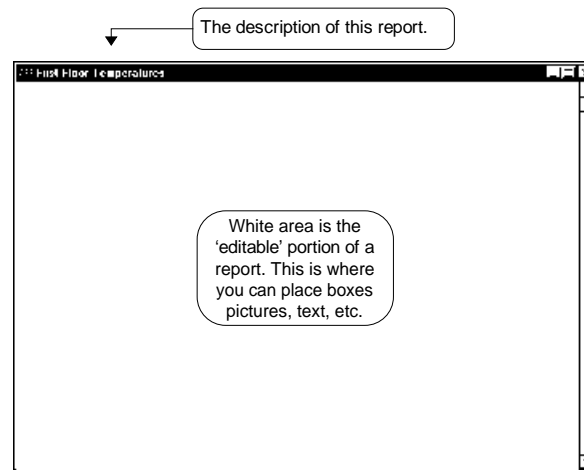 The description of this report.
First Floor Temperatures
White area is the
‘editable’ portion of a
report. This is where
you can place boxes
pictures, text, etc.